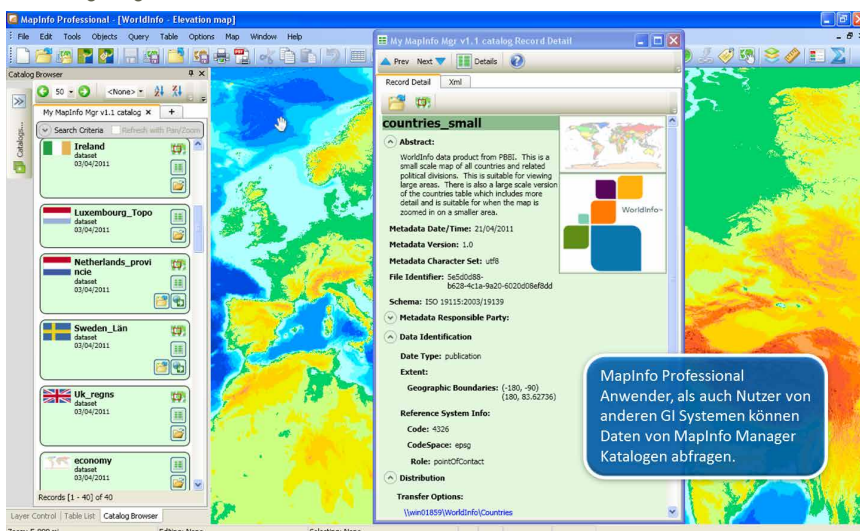 MapInfo Professional - [WorldInfo - Elevation map]
File Edit Tools Objects Query Table Options Map Window Help
Catalog Browser
50
<None>
My MapInfo Mgr v1.1 catalog × +
Search Criteria Refresh with Pan/Zoom
Catalogs...
Ireland
dataset
03/04/2011
Luxembourg_Topo
dataset
03/04/2011
Netherlands_provi
ncie
dataset
03/04/2011
Sweden_Län
dataset
03/04/2011
Uk_regns
dataset
03/04/2011
economy
dataset
03/04/2011
Records [1 - 40] of 40
Layer Control Table List Catalog Browser
My MapInfo Mgr v1.1 catalog Record Detail
Prev Next Details
Record Detail Xml
countries_small
Abstract:
WorldInfo data product from PBBI. This is a
small scale map of all countries and related
political divisions. This is suitable for viewing
large areas. There is also a large scale version
of the countries table which includes more
detail and is suitable for when the map is
zoomed in on a smaller area.
WorldInfo
Metadata Date/Time: 21/04/2011
Metadata Version: 1.0
Metadata Character Set: utf8
File Identifier: 5e5d0d88-
b628-4c1a-9a20-6020d08ef8dd
Schema: ISO 19115:2003/19139
Metadata Responsible Party:
Data Identification
Date Type: publication
Extent:
Geographic Boundaries: (-180, -90)
(180, 83.62736)
Reference System Info:
Code: 4326
CodeSpace: epsg
Role: pointOfContact
Distribution
Transfer Options:
\\win01859\WorldInfo\Countries
MapInfo Professional
Anwender, als auch Nutzer von
anderen GI Systemen können
Daten von MapInfo Manager
Katalogen abfragen.